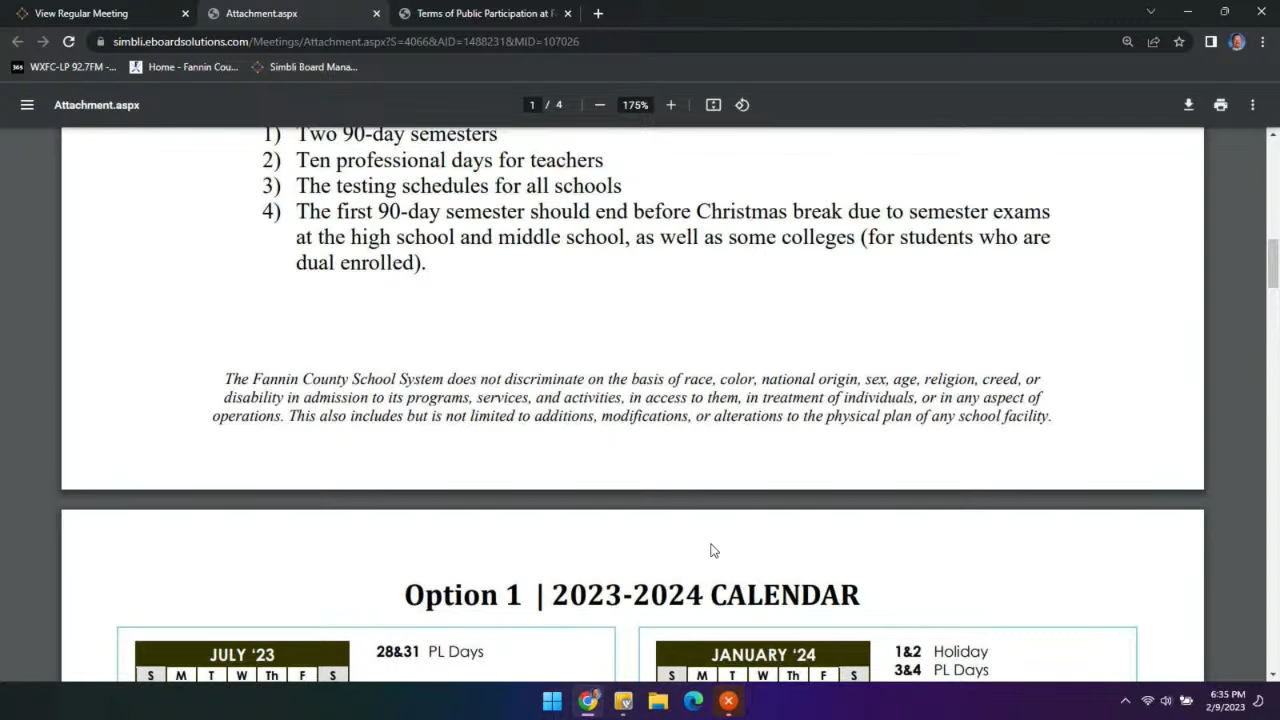 View Regular Meeting
Attachment.aspx
Terms of Public Participation at
simbli.eboardsolutions.com/Meetings/Attachment.aspx?S=4066&AID=1488231&MID=107026
WXFC-LP 92.7FM -...
Home - Fannin Cou...
Simbli Board Mana...
Attachment.aspx
1 / 4
175%
1) Two 90-day semesters
2) Ten professional days for teachers
3) The testing schedules for all schools
4) The first 90-day semester should end before Christmas break due to semester exams
at the high school and middle school, as well as some colleges (for students who are
dual enrolled).
The Fannin County School System does not discriminate on the basis of race, color, national origin, sex, age, religion, creed, or
disability in admission to its programs, services, and activities, in access to them, in treatment of individuals, or in any aspect of
operations. This also includes but is not limited to additions, modifications, or alterations to the physical plan of any school facility.
Option 1 | 2023-2024 CALENDAR
JULY ‘23
S M T W Th F S
28&31 PL Days
JANUARY ‘24
S M T W Th F S
1&2 Holiday
3&4 PL Days
6:35 PM
2/9/2023